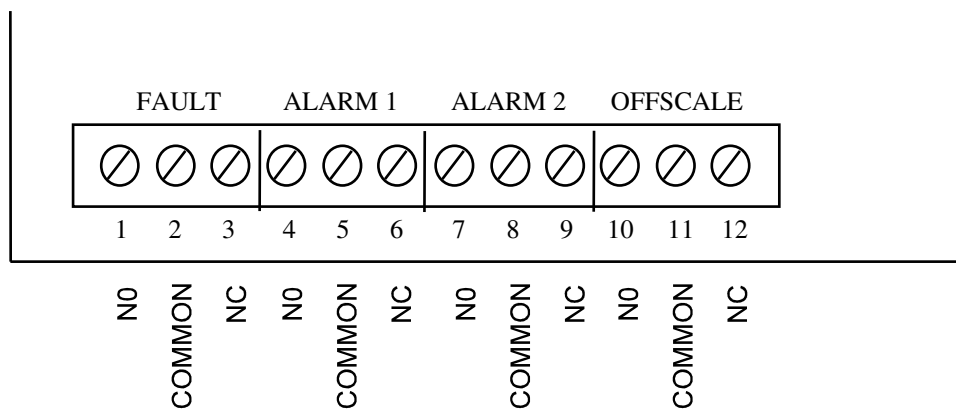 FAULT ALARM 1 ALARM 2 OFFSCALE
1 2 3 4 5 6 7 8 9 10 11 12
N0 COMMON NC N0 COMMON NC N0 COMMON NC N0 COMMON NC